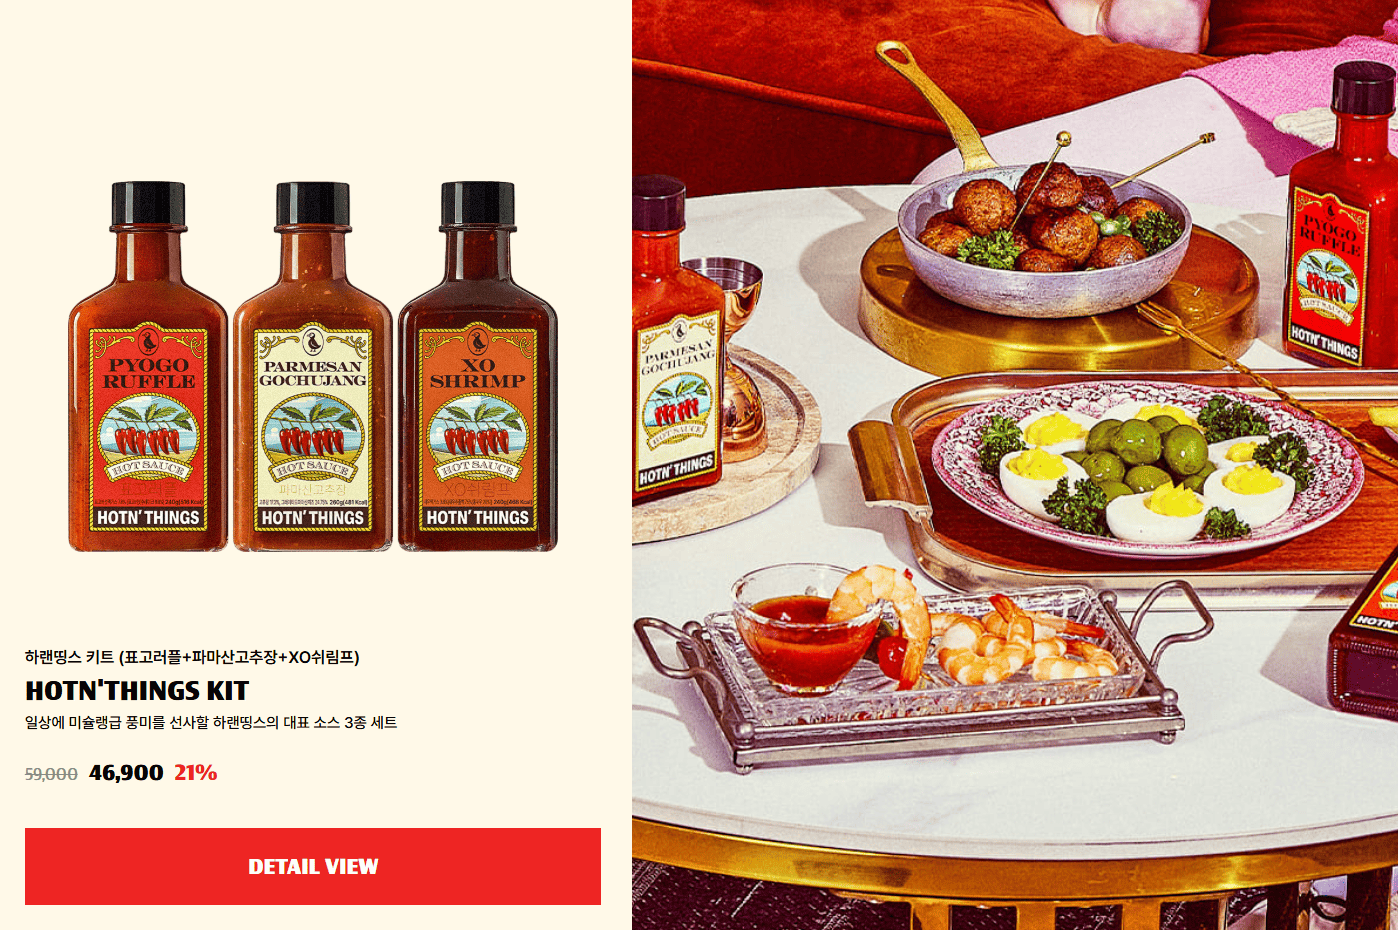 PYOGO
RUFFLE
HOT SAUCE
HOTN' THINGS
PARMESAN
GOCHUJANG
HOT SAUCE
파마산고추장
260g(481 Kcal)
HOTN' THINGS
XO
SHRIMP
HOT SAUCE
HOTN' THINGS
하랜띵스 키트 (표고러플+파마산고추장+XO쉬림프)
HOTN'THINGS KIT
일상에 미슐랭급 풍미를 선사할 하랜띵스의 대표 소스 3종 세트
59,000 46,900 21%
DETAIL VIEW
PARMESAN
GOCHUJANG
HOT SAUCE
HOTN' THINGS
PYOGO
RUFFLE
HOT SAUCE
HOTN' THINGS